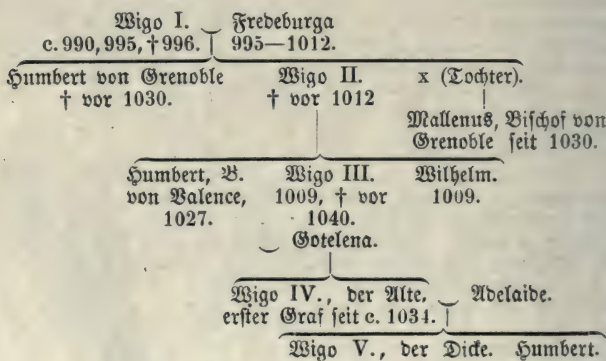 Wigo I. ‿ Fredeburga
c. 990, 995, † 996. 995—1012.
Humbert von Grenoble Wigo II. x (Tochter).
† vor 1030. † vor 1012
Mallenus, Bischof von
Grenoble seit 1030.
Humbert, B. Wigo III. Wilhelm.
von Valence, 1009, † vor 1009.
1027. 1040.
‿ Gotelena.
Wigo IV., der Alte, ‿ Adelaide.
erster Graf seit c. 1034.
Wigo V., der Dicke. Humbert.